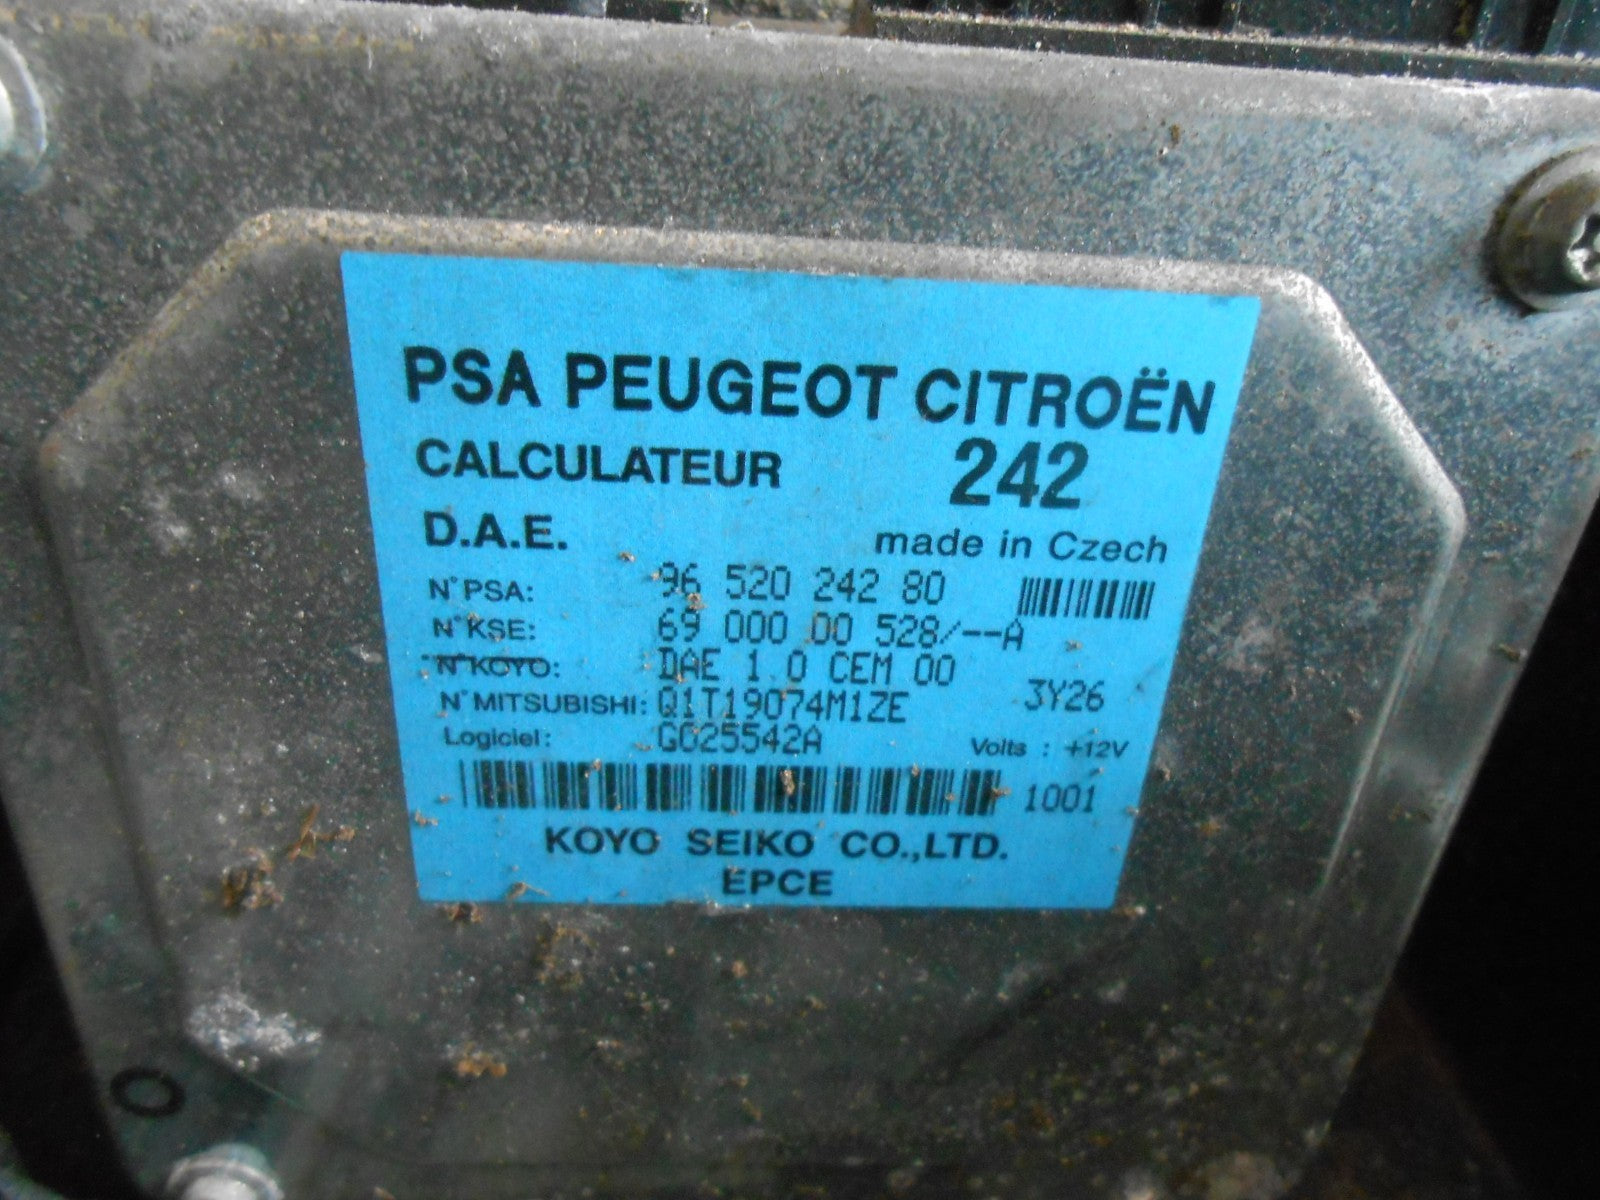 PSA PEUGEOT CITROËN
CALCULATEUR 242
D.A.E. made in Czech
N°PSA: 96 520 242 80
N°KSE: 69 000 00 528/--A
N°KOYO: DAE 1.0 CEM 00
N°MITSUBISHI: Q1T19074M1ZE 3Y26
Logiciel: G025542A Volts : +12V
1001
KOYO SEIKO CO.,LTD.
EPCE